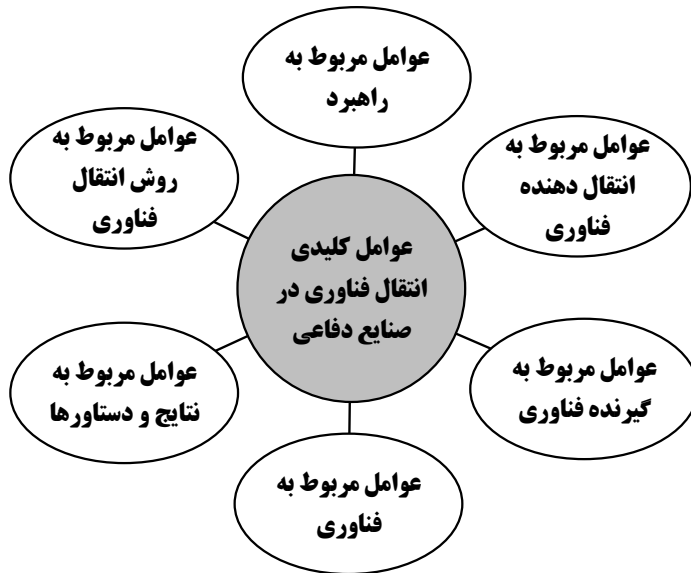 عوامل مربوط به
راهبرد
عوامل مربوط به
انتقال دهنده
فناوری
عوامل مربوط به
روش انتقال
فناوری
عوامل کلیدی
انتقال فناوری در
صنایع دفاعی
عوامل مربوط به
گیرنده فناوری
عوامل مربوط به
نتایج و دستاورها
عوامل مربوط به
فناوری